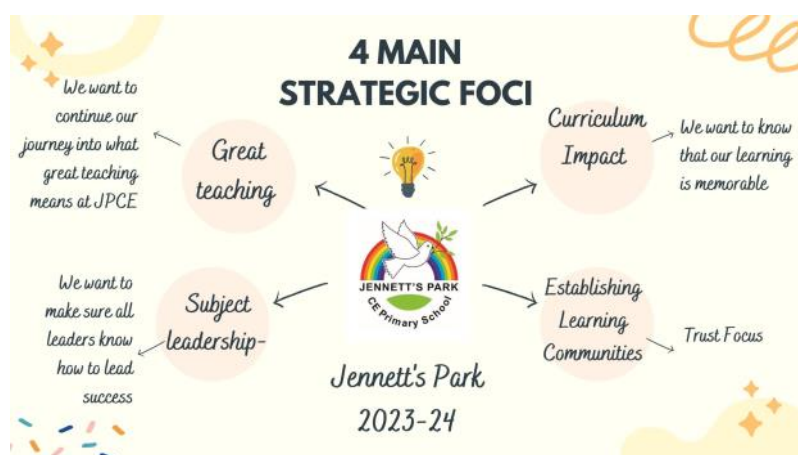 4 MAIN
STRATEGIC FOCI
We want to
continue our
journey into what
great teaching
means at JPCE
Great
teaching
Curriculum
Impact
We want to know
that our learning
is memorable
JENNETT'S PARK
CE Primary School
We want to
make sure all
leaders know
how to lead
success
Subject
leadership-
Establishing
Learning
Communities
Trust Focus
Jennett's Park
2023-24